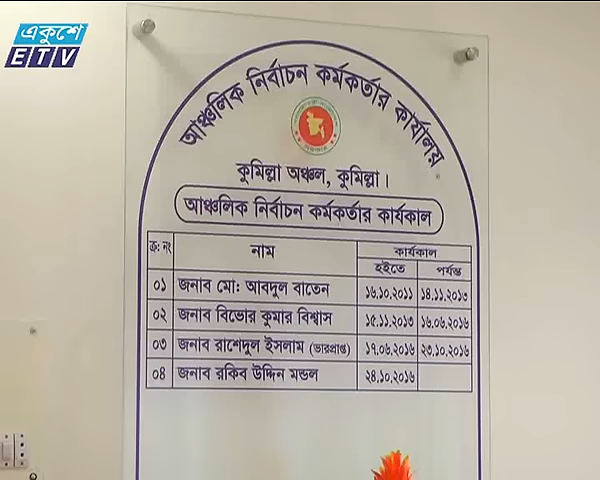 একুশে
ETV
আঞ্চলিক নির্বাচন কর্মকর্তার কার্যালয়
কুমিল্লা অঞ্চল, কুমিল্লা।
আঞ্চলিক নির্বাচন কর্মকর্তার কার্যকাল
ক্র: নং নাম কার্যকাল
হইতে পর্যন্ত
০১ জনাব মো: আবদুল বাতেন ১৬.১০.২০১১ ১৪.১১.২০১৩
০২ জনাব বিভোর কুমার বিশ্বাস ১৫.১১.২০১৩ ১৬.০৬.২০১৬
০৩ জনাব রাশেদুল ইসলাম (ভারপ্রাপ্ত) ১৭.০৬.২০১৬ ২৩.১০.২০১৬
০৪ জনাব রকিব উদ্দিন মন্ডল ২৪.১০.২০১৬